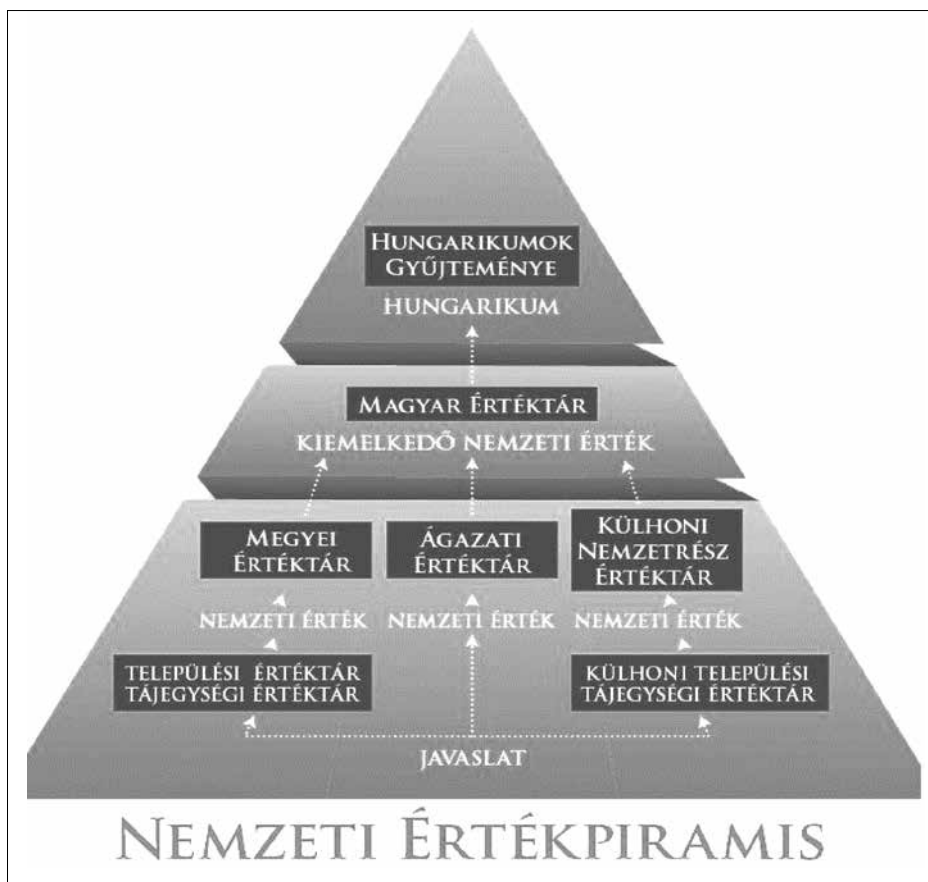 HUNGARIKUMOK
GYŰJTEMÉNYE
HUNGARIKUM
MAGYAR ÉRTÉKTÁR
KIEMELKEDŐ NEMZETI ÉRTÉK
MEGYEI
ÉRTÉKTÁR
ÁGAZATI
ÉRTÉKTÁR
KÜLHONI
NEMZETRÉSZ
ÉRTÉKTÁR
NEMZETI ÉRTÉK
NEMZETI ÉRTÉK
NEMZETI ÉRTÉK
TELEPÜLÉSI ÉRTÉKTÁR
TÁJEGYSÉGI ÉRTÉKTÁR
KÜLHONI TELEPÜLÉSI
TÁJEGYSÉGI ÉRTÉKTÁR
JAVASLAT
NEMZETI ÉRTÉKPIRAMIS